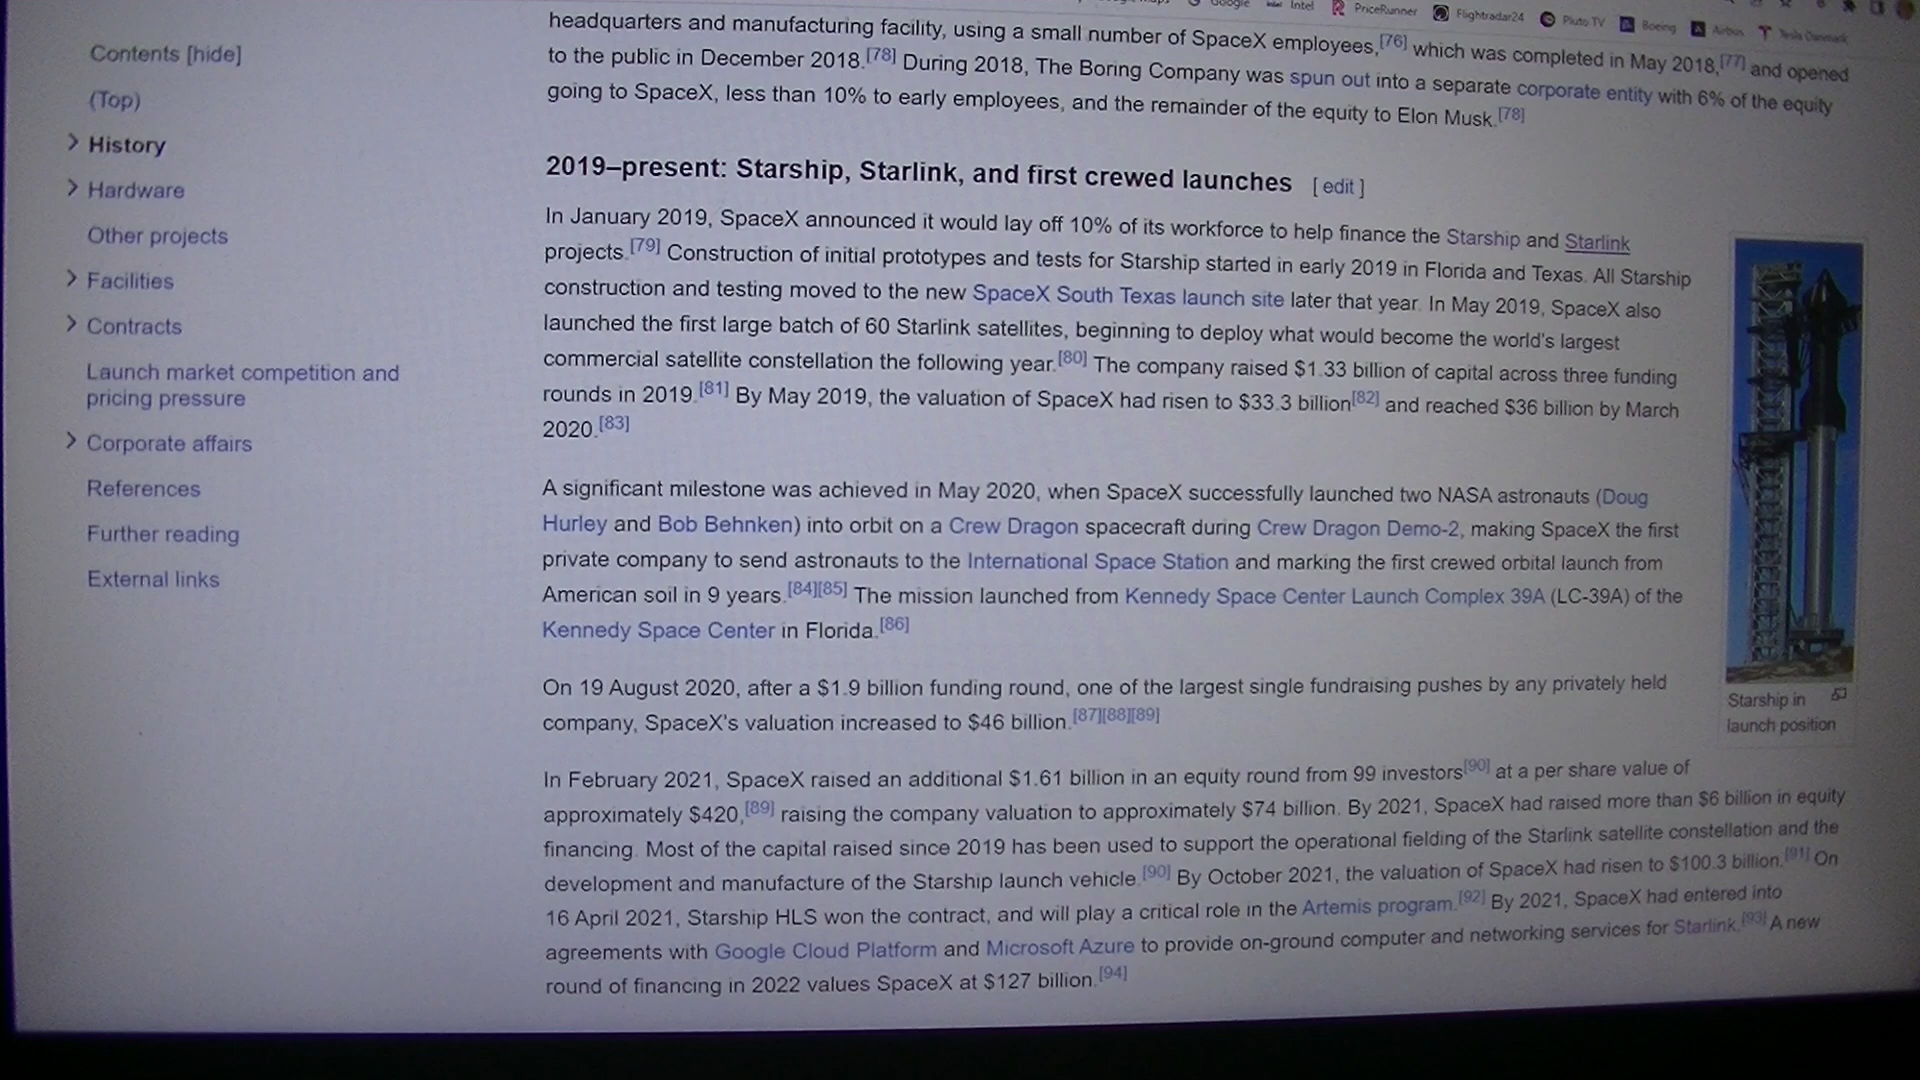 Google
Intel
PriceRunner
Flightradar24
Pluto TV
Boeing
Airbus
Tesla Danmark
Contents [hide]
(Top)
History
Hardware
Other projects
Facilities
Contracts
Launch market competition and
pricing pressure
Corporate affairs
References
Further reading
External links
headquarters and manufacturing facility, using a small number of SpaceX employees,[76] which was completed in May 2018,[77] and opened
to the public in December 2018.[78] During 2018, The Boring Company was spun out into a separate corporate entity with 6% of the equity
going to SpaceX, less than 10% to early employees, and the remainder of the equity to Elon Musk.[78]
2019–present: Starship, Starlink, and first crewed launches [ edit ]
In January 2019, SpaceX announced it would lay off 10% of its workforce to help finance the Starship and Starlink
projects.[79] Construction of initial prototypes and tests for Starship started in early 2019 in Florida and Texas. All Starship
construction and testing moved to the new SpaceX South Texas launch site later that year. In May 2019, SpaceX also
launched the first large batch of 60 Starlink satellites, beginning to deploy what would become the world's largest
commercial satellite constellation the following year.[80] The company raised $1.33 billion of capital across three funding
rounds in 2019.[81] By May 2019, the valuation of SpaceX had risen to $33.3 billion[82] and reached $36 billion by March
2020.[83]
A significant milestone was achieved in May 2020, when SpaceX successfully launched two NASA astronauts (Doug
Hurley and Bob Behnken) into orbit on a Crew Dragon spacecraft during Crew Dragon Demo-2, making SpaceX the first
private company to send astronauts to the International Space Station and marking the first crewed orbital launch from
American soil in 9 years.[84][85] The mission launched from Kennedy Space Center Launch Complex 39A (LC-39A) of the
Kennedy Space Center in Florida.[86]
On 19 August 2020, after a $1.9 billion funding round, one of the largest single fundraising pushes by any privately held
company, SpaceX's valuation increased to $46 billion.[87][88][89]
In February 2021, SpaceX raised an additional $1.61 billion in an equity round from 99 investors[90] at a per share value of
approximately $420,[89] raising the company valuation to approximately $74 billion. By 2021, SpaceX had raised more than $6 billion in equity
financing. Most of the capital raised since 2019 has been used to support the operational fielding of the Starlink satellite constellation and the
development and manufacture of the Starship launch vehicle.[90] By October 2021, the valuation of SpaceX had risen to $100.3 billion.[91] On
16 April 2021, Starship HLS won the contract, and will play a critical role in the Artemis program.[92] By 2021, SpaceX had entered into
agreements with Google Cloud Platform and Microsoft Azure to provide on-ground computer and networking services for Starlink.[93] A new
round of financing in 2022 values SpaceX at $127 billion.[94]
Starship in
launch position